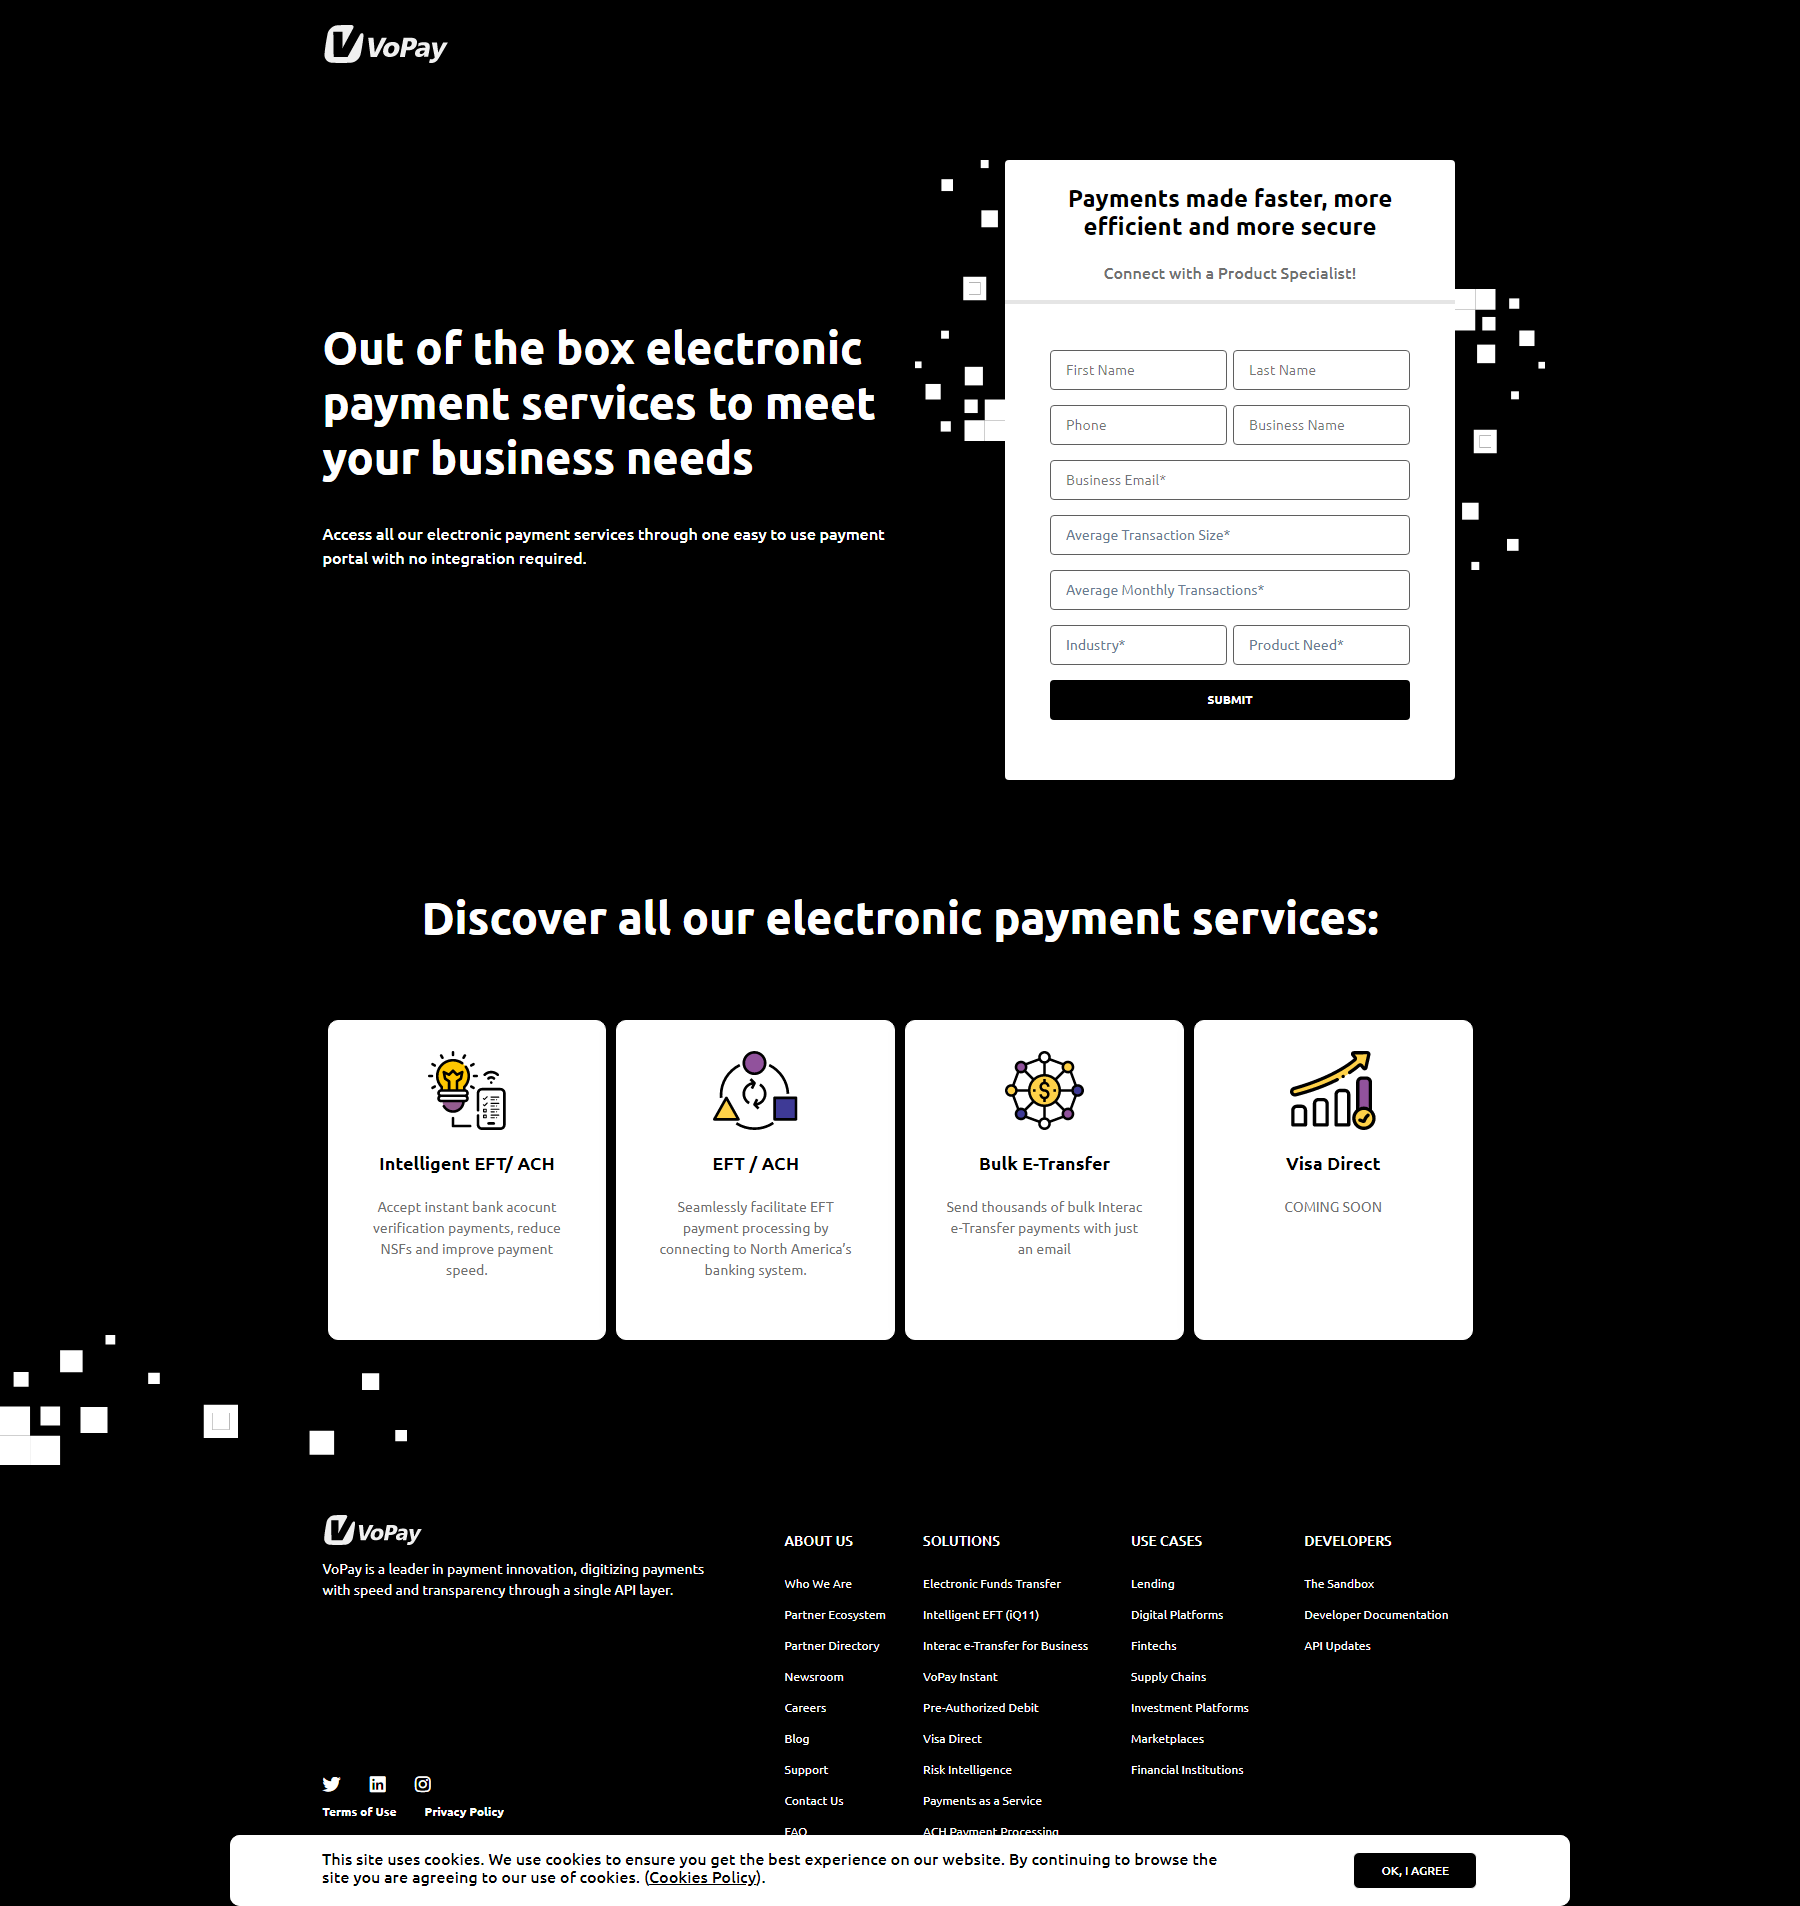 VoPay
Out of the box electronic
payment services to meet
your business needs
Access all our electronic payment services through one easy to use payment
portal with no integration required.
Payments made faster, more
efficient and more secure
Connect with a Product Specialist!
First Name
Last Name
Phone
Business Name
Business Email*
Average Transaction Size*
Average Monthly Transactions*
Industry*
Product Need*
SUBMIT
Discover all our electronic payment services:
Intelligent EFT/ ACH
Accept instant bank acocunt
verification payments, reduce
NSFs and improve payment
speed.
EFT / ACH
Seamlessly facilitate EFT
payment processing by
connecting to North America’s
banking system.
Bulk E-Transfer
Send thousands of bulk Interac
e-Transfer payments with just
an email
Visa Direct
COMING SOON
VoPay
VoPay is a leader in payment innovation, digitizing payments
with speed and transparency through a single API layer.
Terms of Use
Privacy Policy
ABOUT US
Who We Are
Partner Ecosystem
Partner Directory
Newsroom
Careers
Blog
Support
Contact Us
FAQ
SOLUTIONS
Electronic Funds Transfer
Intelligent EFT (iQ11)
Interac e-Transfer for Business
VoPay Instant
Pre-Authorized Debit
Visa Direct
Risk Intelligence
Payments as a Service
ACH Payment Processing
USE CASES
Lending
Digital Platforms
Fintechs
Supply Chains
Investment Platforms
Marketplaces
Financial Institutions
DEVELOPERS
The Sandbox
Developer Documentation
API Updates
This site uses cookies. We use cookies to ensure you get the best experience on our website. By continuing to browse the
site you are agreeing to our use of cookies. (Cookies Policy).
OK, I AGREE